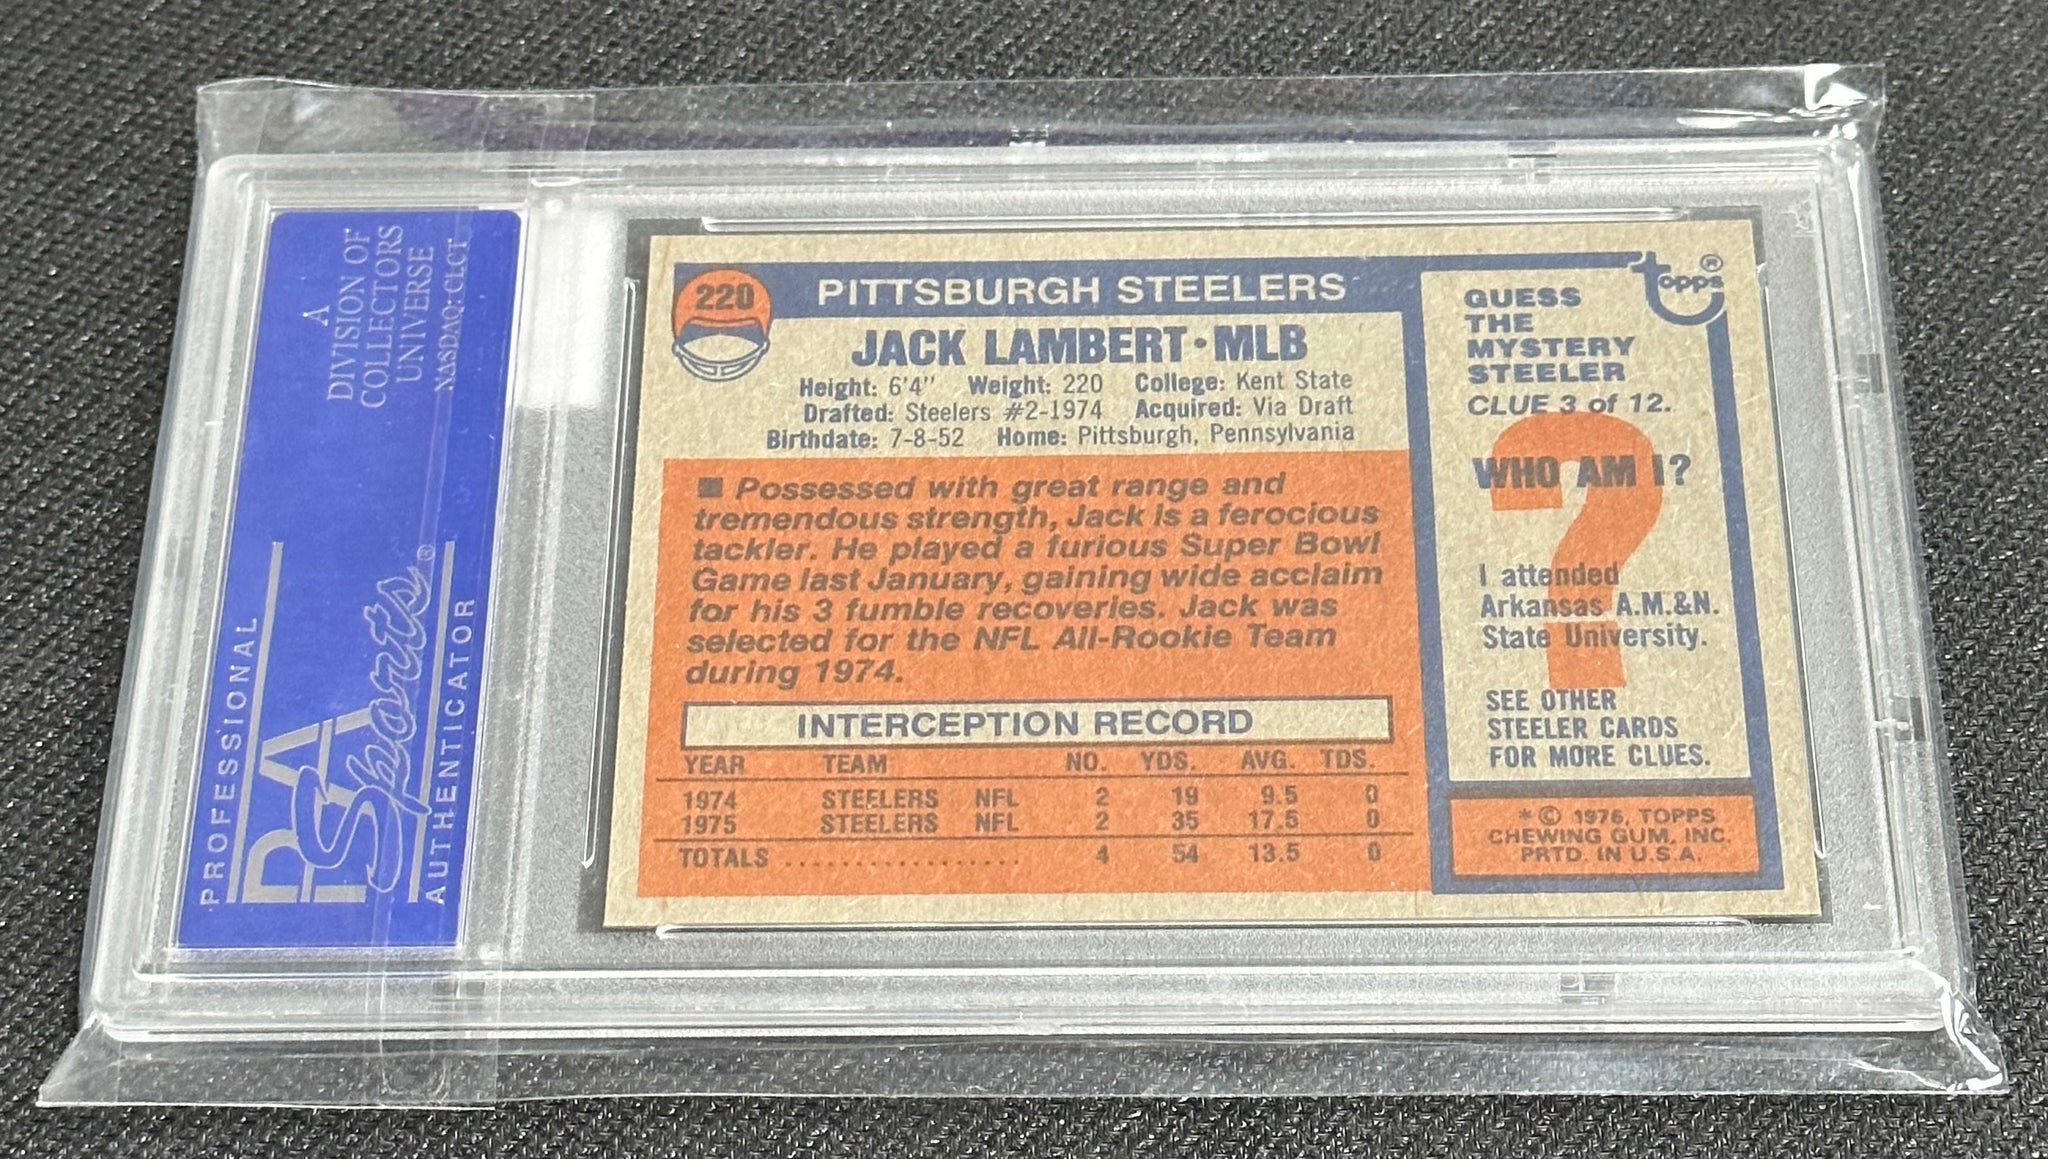 A
DIVISION OF
COLLECTORS
UNIVERSE
NASDAQ: CLCT
PROFESSIONAL
PSA
Sports®
AUTHENTICATOR
220
PITTSBURGH STEELERS
JACK LAMBERT • MLB
Height: 6'4" Weight: 220 College: Kent State
Drafted: Steelers #2-1974 Acquired: Via Draft
Birthdate: 7-8-52 Home: Pittsburgh, Pennsylvania
■ Possessed with great range and
tremendous strength, Jack is a ferocious
tackler. He played a furious Super Bowl
Game last January, gaining wide acclaim
for his 3 fumble recoveries. Jack was
selected for the NFL All-Rookie Team
during 1974.
INTERCEPTION RECORD
YEAR TEAM NO. YDS. AVG. TDS.
1974 STEELERS NFL 2 19 9.5 0
1975 STEELERS NFL 2 35 17.5 0
TOTALS .................. 4 54 13.5 0
topps®
GUESS
THE
MYSTERY
STEELER
CLUE 3 of 12.
WHO AM I?
?
I attended
Arkansas A.M.&N.
State University.
SEE OTHER
STEELER CARDS
FOR MORE CLUES.
* © 1976, TOPPS
CHEWING GUM, INC.
PRTD. IN U.S.A.